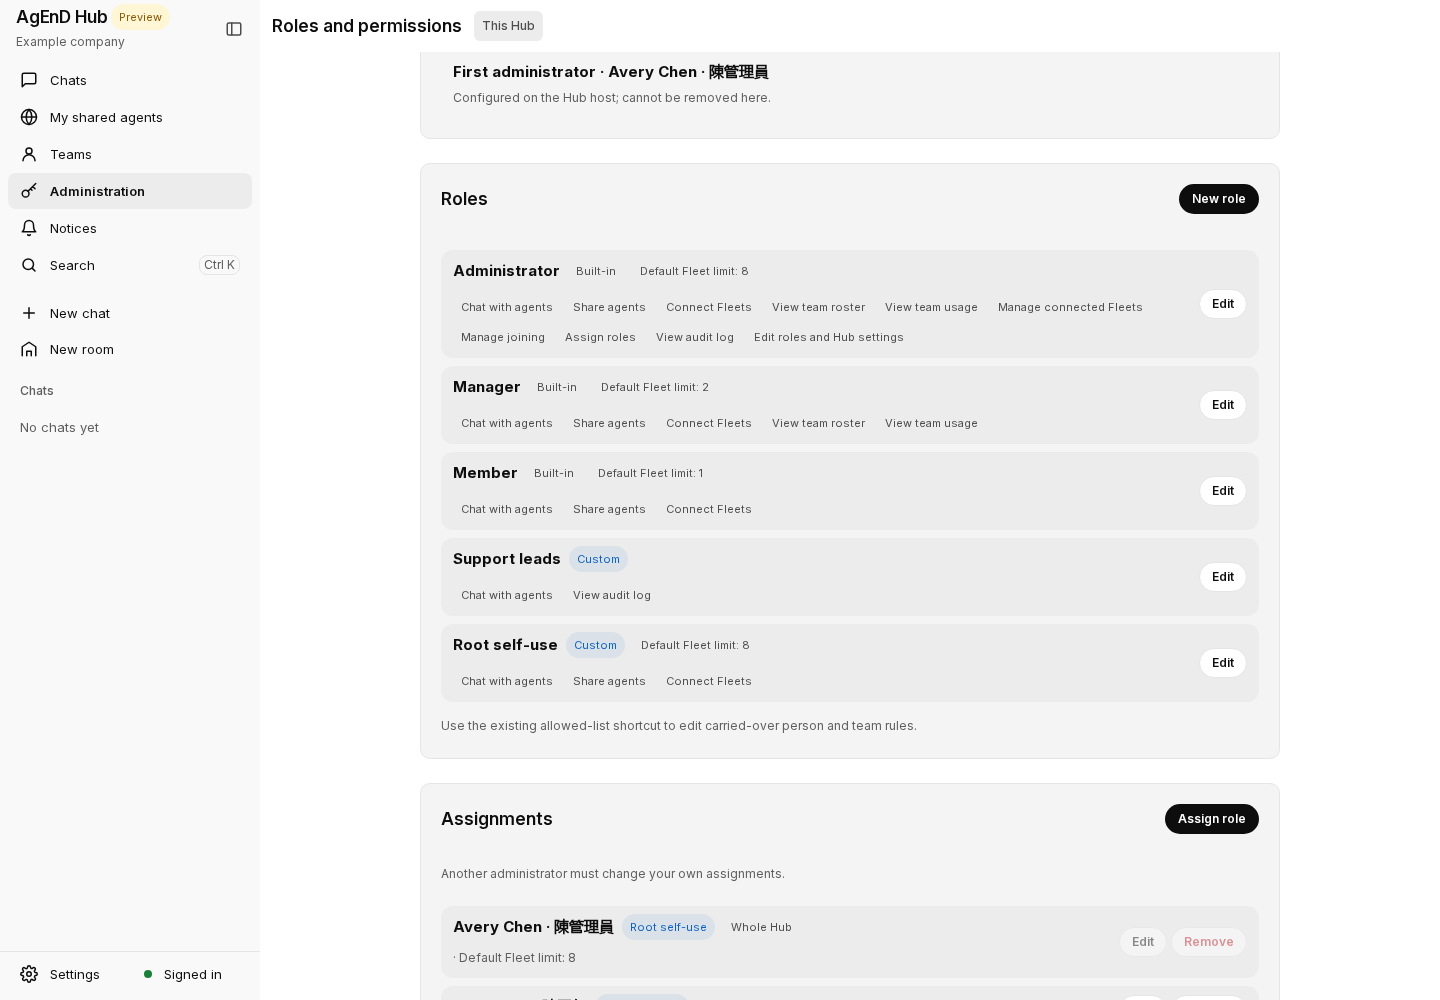 AgEnD Hub Preview
Example company
Chats
My shared agents
Teams
Administration
Notices
Search Ctrl K
New chat
New room
Chats
No chats yet
Settings Signed in
Roles and permissions This Hub
First administrator · Avery Chen · 陳管理員
Configured on the Hub host; cannot be removed here.
Roles New role
Administrator Built-in Default Fleet limit: 8
Chat with agents Share agents Connect Fleets View team roster View team usage Manage connected Fleets
Manage joining Assign roles View audit log Edit roles and Hub settings
Edit
Manager Built-in Default Fleet limit: 2
Chat with agents Share agents Connect Fleets View team roster View team usage
Edit
Member Built-in Default Fleet limit: 1
Chat with agents Share agents Connect Fleets
Edit
Support leads Custom
Chat with agents View audit log
Edit
Root self-use Custom Default Fleet limit: 8
Chat with agents Share agents Connect Fleets
Edit
Use the existing allowed-list shortcut to edit carried-over person and team rules.
Assignments Assign role
Another administrator must change your own assignments.
Avery Chen · 陳管理員 Root self-use Whole Hub
· Default Fleet limit: 8
Edit Remove